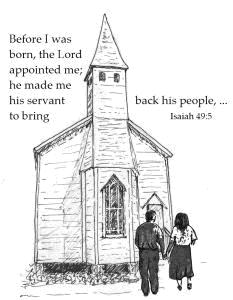 Before I was
born, the Lord
appointed me;
he made me
his servant
to bring
back his people, ...
Isaiah 49:5